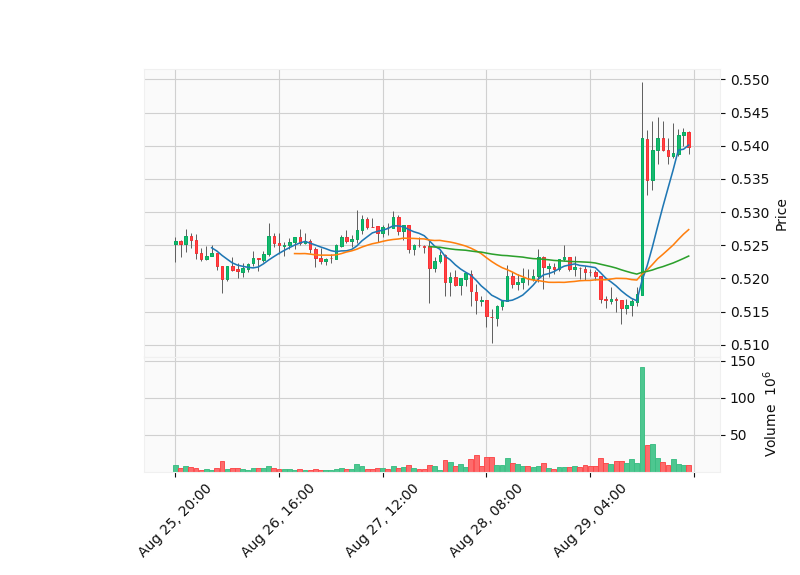 0.550
0.545
0.540
0.535
0.530
0.525
0.520
0.515
0.510
Price
150
100
50
Volume 10^6
Aug 25, 20:00
Aug 26, 16:00
Aug 27, 12:00
Aug 28, 08:00
Aug 29, 04:00